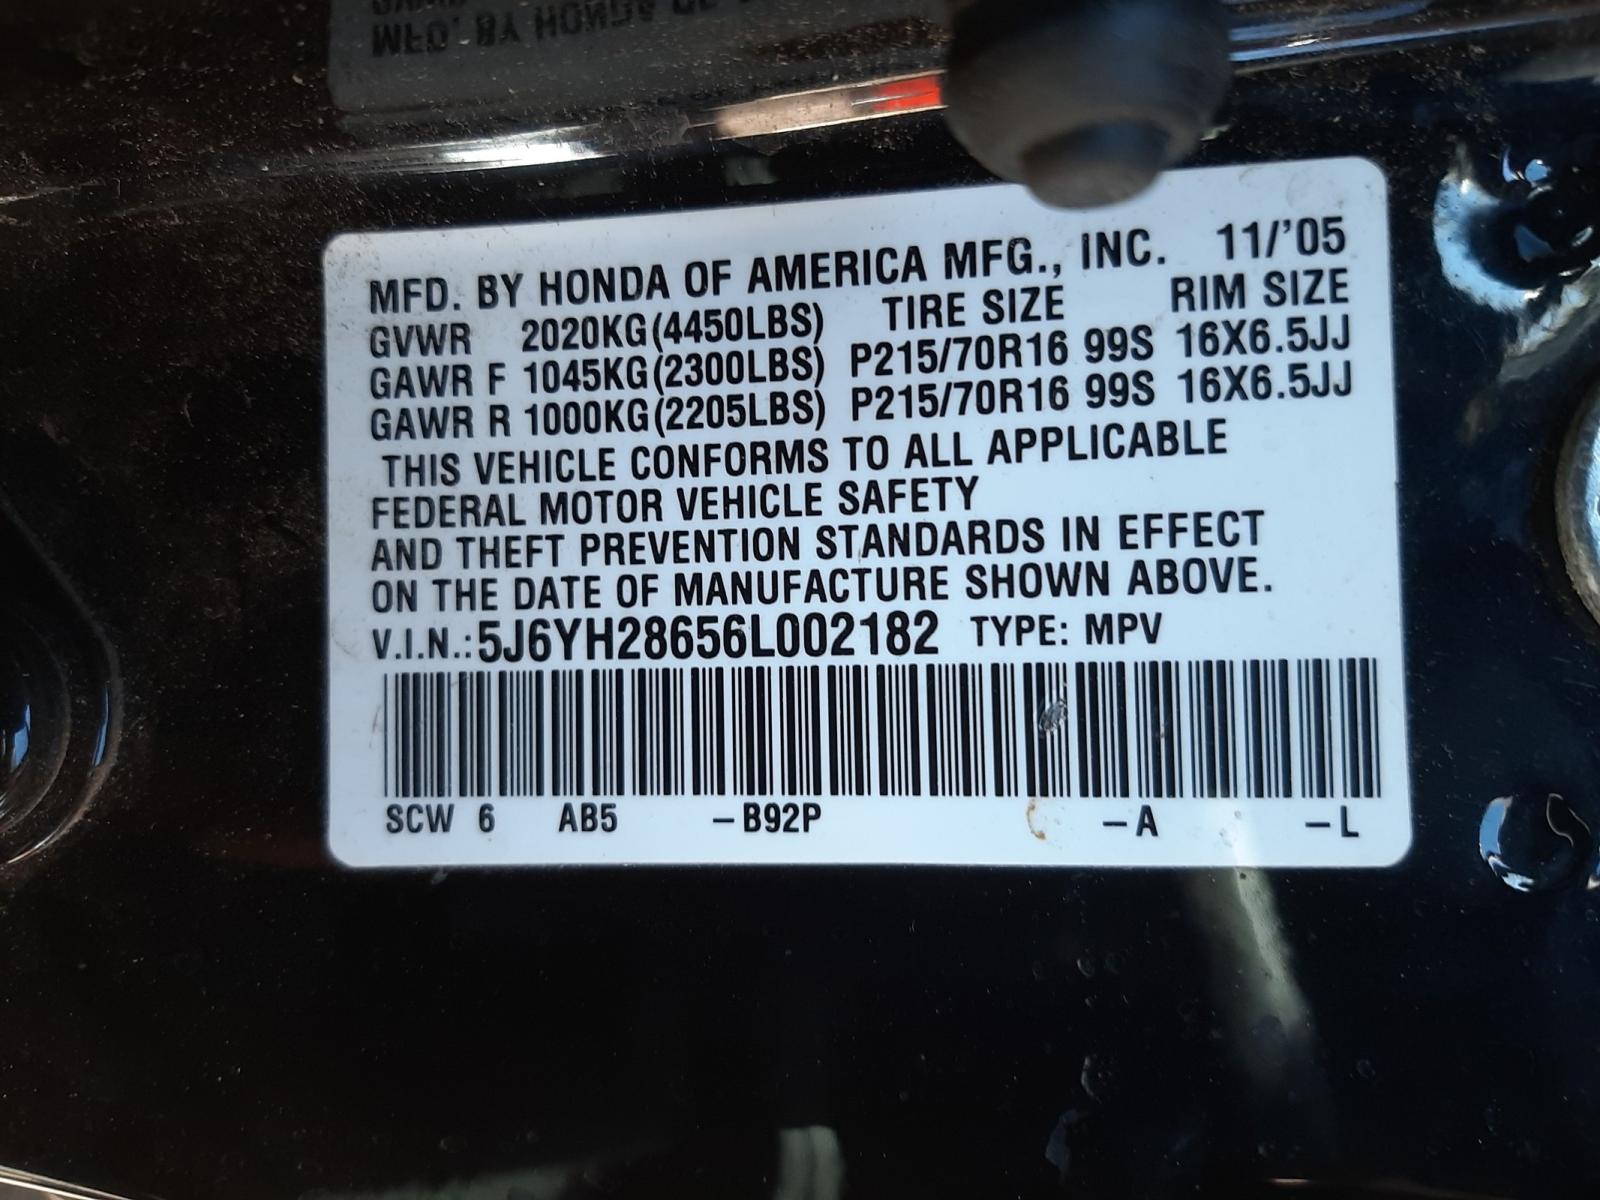 MFD. BY HONDA
MFD. BY HONDA OF AMERICA MFG., INC. 11/'05
GVWR 2020KG(4450LBS) TIRE SIZE RIM SIZE
GAWR F 1045KG(2300LBS) P215/70R16 99S 16X6.5JJ
GAWR R 1000KG(2205LBS) P215/70R16 99S 16X6.5JJ
THIS VEHICLE CONFORMS TO ALL APPLICABLE
FEDERAL MOTOR VEHICLE SAFETY
AND THEFT PREVENTION STANDARDS IN EFFECT
ON THE DATE OF MANUFACTURE SHOWN ABOVE.
V.I.N.: 5J6YH28656L002182 TYPE: MPV
SCW 6 AB5 –B92P –A –L